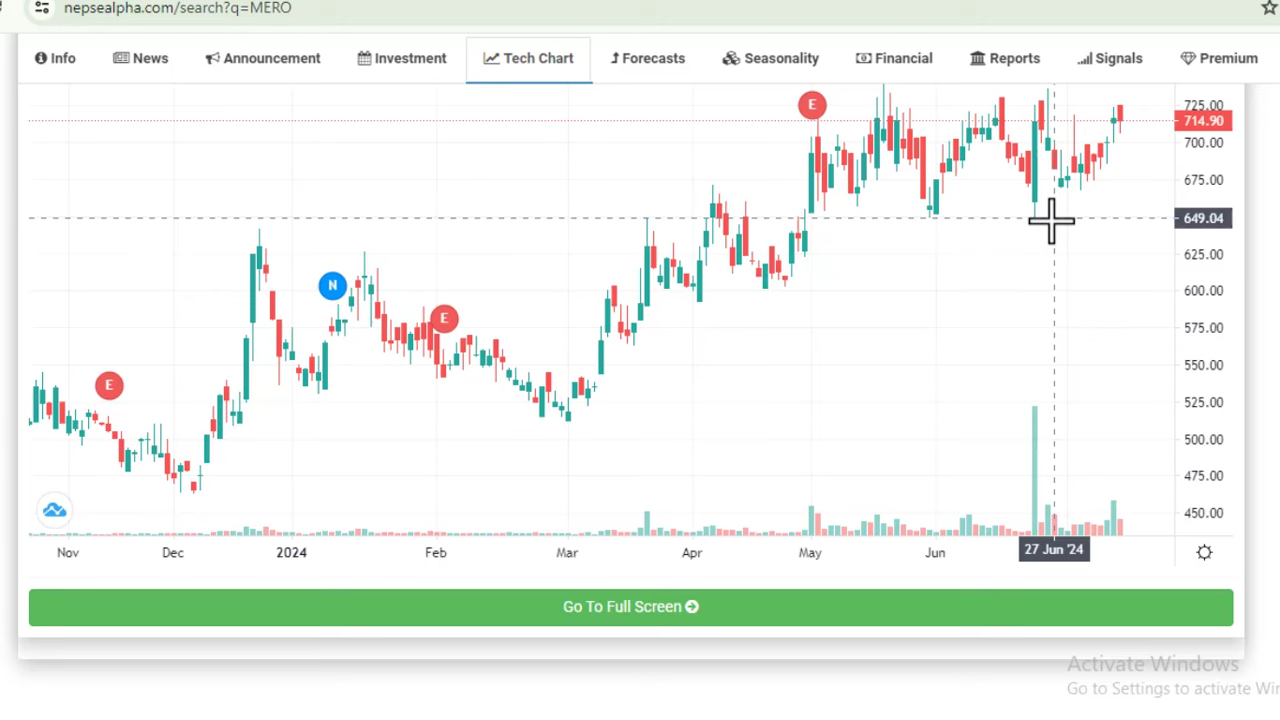 nepsealpha.com/search?q=MERO
Info News Announcement Investment Tech Chart Forecasts Seasonality Financial Reports Signals Premium
725.00
714.90
700.00
675.00
649.04
625.00
600.00
575.00
550.00
525.00
500.00
475.00
450.00
E
N
E
E
Nov Dec 2024 Feb Mar Apr May Jun 27 Jun '24
Go To Full Screen
Activate Windows
Go to Settings to activate Win